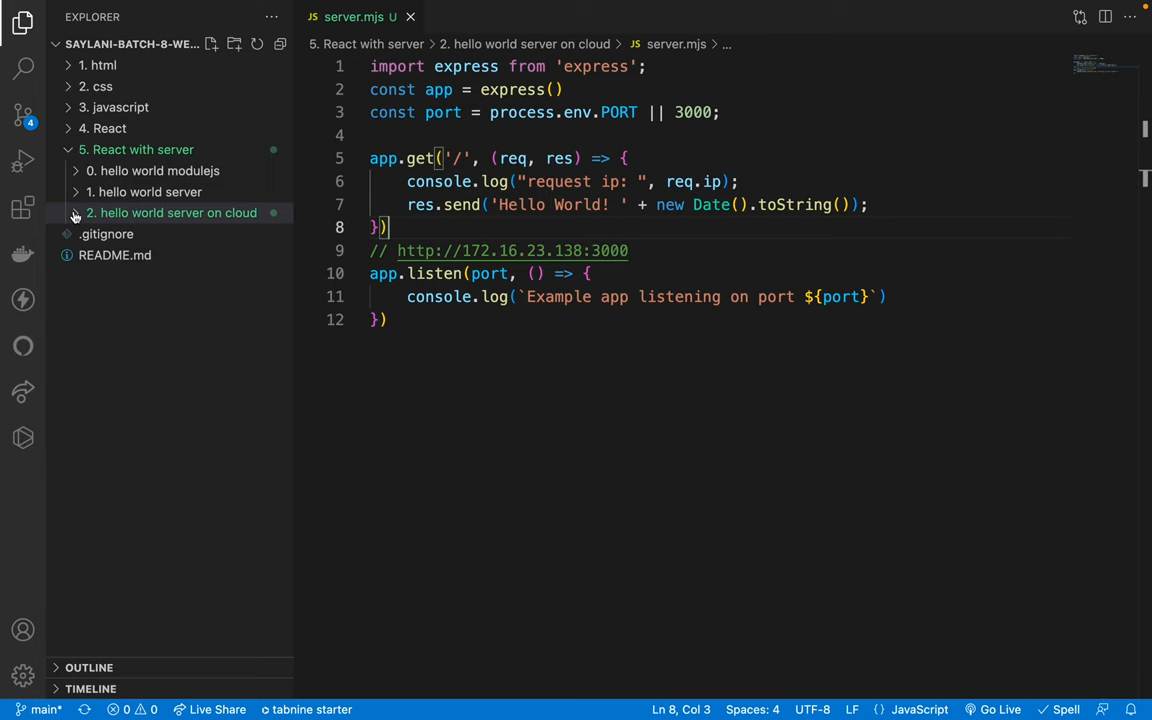 EXPLORER
SAYLANI-BATCH-8-WE...
1. html
2. css
3. javascript
4. React
5. React with server
0. hello world modulejs
1. hello world server
2. hello world server on cloud
.gitignore
README.md
OUTLINE
TIMELINE
JS server.mjs U
5. React with server > 2. hello world server on cloud > JS server.mjs > ...
1 import express from 'express';
2 const app = express()
3 const port = process.env.PORT || 3000;
4
5 app.get('/', (req, res) => {
6 console.log("request ip: ", req.ip);
7 res.send('Hello World! ' + new Date().toString());
8 })
9 // http://172.16.23.138:3000
10 app.listen(port, () => {
11 console.log(`Example app listening on port ${port}`)
12 })
4
T
main* 0 0 Live Share tabnine starter Ln 8, Col 3 Spaces: 4 UTF-8 LF {} JavaScript Go Live Spell